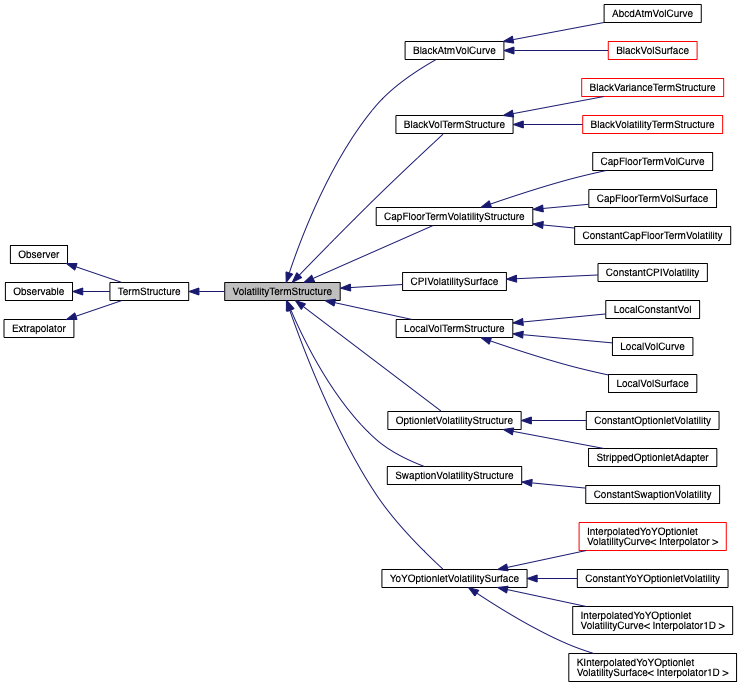 AbcdAtmVolCurve
BlackAtmVolCurve
BlackVolSurface
BlackVarianceTermStructure
BlackVolTermStructure
BlackVolatilityTermStructure
CapFloorTermVolCurve
CapFloorTermVolSurface
CapFloorTermVolatilityStructure
ConstantCapFloorTermVolatility
Observer
ConstantCPIVolatility
CPIVolatilitySurface
Observable
TermStructure
VolatilityTermStructure
LocalConstantVol
Extrapolator
LocalVolTermStructure
LocalVolCurve
LocalVolSurface
OptionletVolatilityStructure
ConstantOptionletVolatility
StrippedOptionletAdapter
SwaptionVolatilityStructure
ConstantSwaptionVolatility
InterpolatedYoYOptionlet
VolatilityCurve< Interpolator >
YoYOptionletVolatilitySurface
ConstantYoYOptionletVolatility
InterpolatedYoYOptionlet
VolatilityCurve< Interpolator1D >
KInterpolatedYoYOptionlet
VolatilitySurface< Interpolator1D >